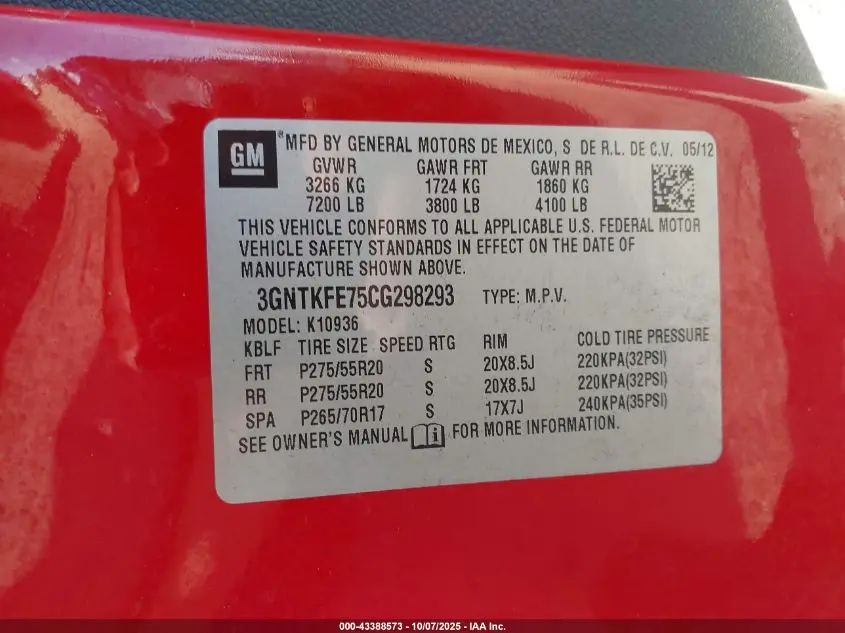 GM
®MFD BY GENERAL MOTORS DE MEXICO, S DE R.L. DE C.V. 05/12
GVWR GAWR FRT GAWR RR
3266 KG 1724 KG 1860 KG
7200 LB 3800 LB 4100 LB
THIS VEHICLE CONFORMS TO ALL APPLICABLE U.S. FEDERAL MOTOR
VEHICLE SAFETY STANDARDS IN EFFECT ON THE DATE OF
MANUFACTURE SHOWN ABOVE.
3GNTKFE75CG298293 TYPE: M.P.V.
MODEL: K10936
KBLF TIRE SIZE SPEED RTG RIM COLD TIRE PRESSURE
FRT P275/55R20 S 20X8.5J 220KPA(32PSI)
RR P275/55R20 S 20X8.5J 220KPA(32PSI)
SPA P265/70R17 S 17X7J 240KPA(35PSI)
SEE OWNER'S MANUAL i FOR MORE INFORMATION.
000-43388573 - 10/07/2025 - IAA Inc.